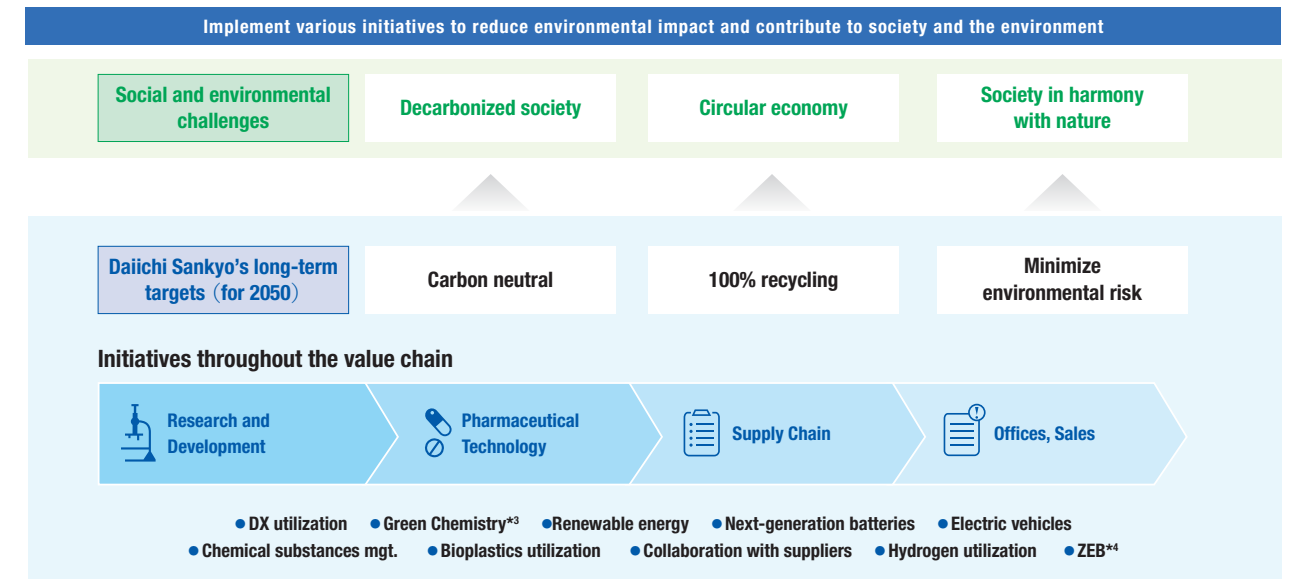 Implement various initiatives to reduce environmental impact and contribute to society and the environment
Social and environmental
challenges
Decarbonized society
Circular economy
Society in harmony
with nature
Daiichi Sankyo’s long-term
targets（for 2050）
Carbon neutral
100% recycling
Minimize
environmental risk
Initiatives throughout the value chain
Research and
Development
Pharmaceutical
Technology
Supply Chain
Offices, Sales
● DX utilization ● Green Chemistry*3 ● Renewable energy ● Next-generation batteries ● Electric vehicles
● Chemical substances mgt. ● Bioplastics utilization ● Collaboration with suppliers ● Hydrogen utilization ● ZEB*4